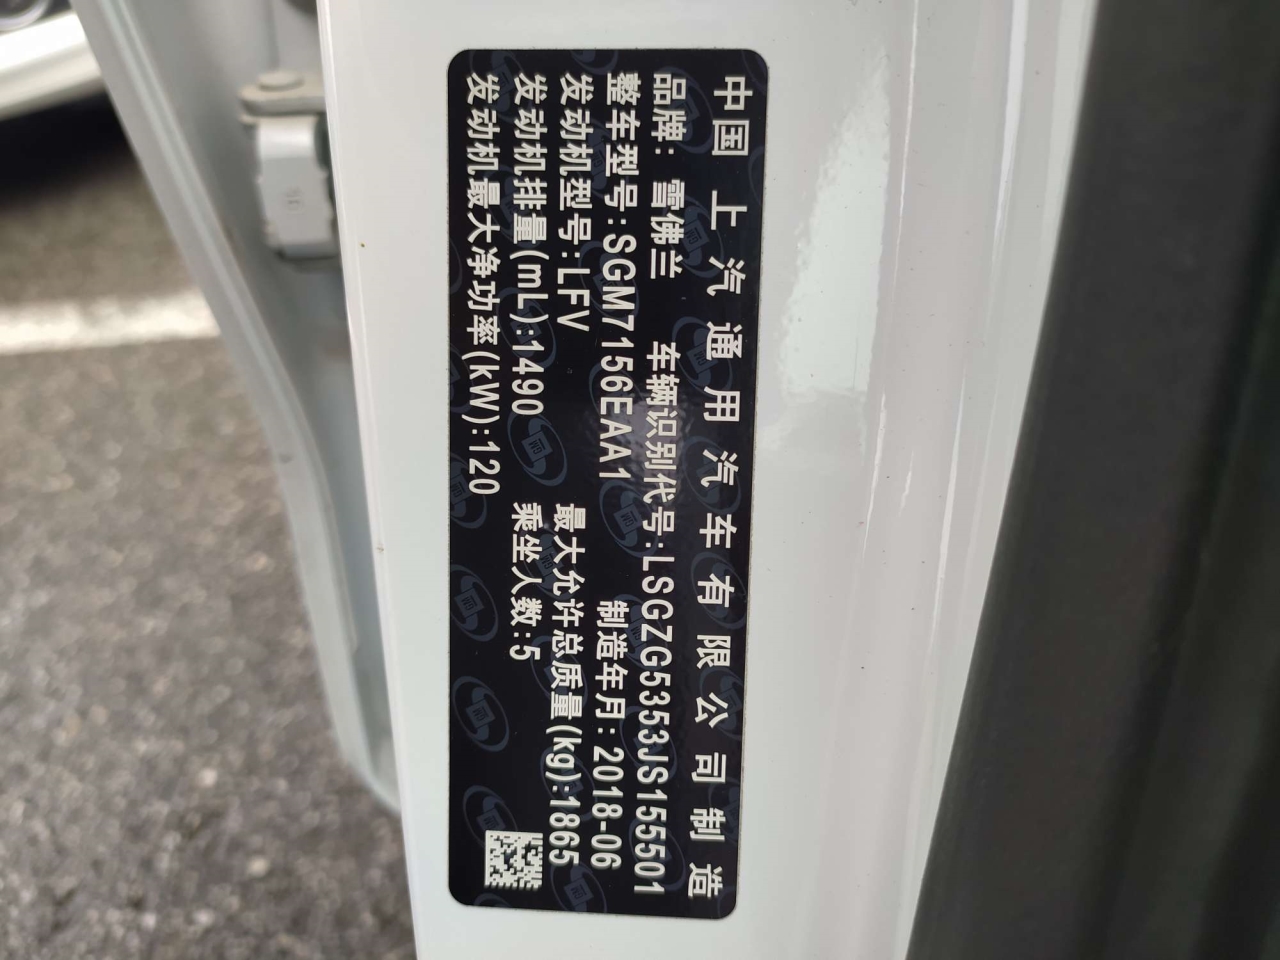 中国上汽通用汽车有限公司制造
品牌: 雪佛兰 车辆识别代号:LSGZG5353JS155501
整车型号:SGM7156EAA1 制造年月: 2018-06
发动机型号:LFV 最大允许总质量(kg):1865
发动机排量(mL):1490 乘坐人数:5
发动机最大净功率(kW):120